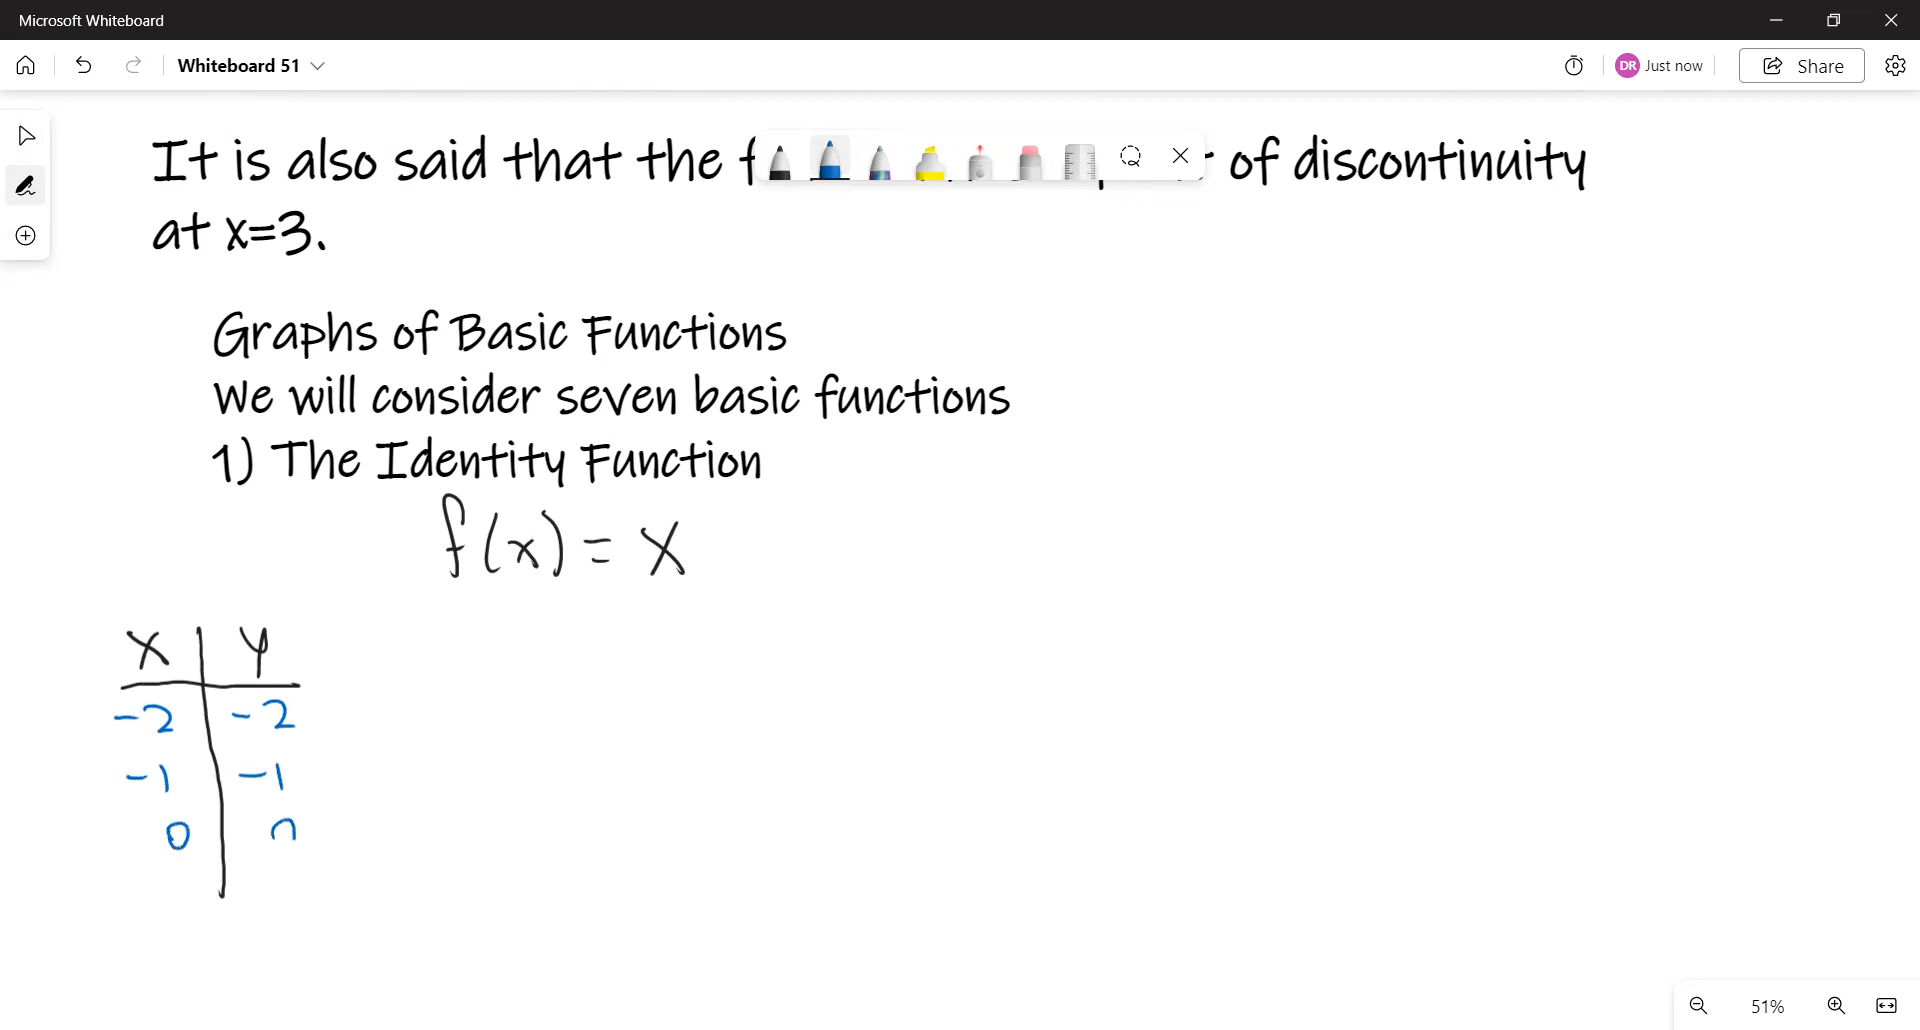 Microsoft Whiteboard
Whiteboard 51
DR Just now
Share
It is also said that the of discontinuity
at x=3.
Graphs of Basic Functions
We will consider seven basic functions
1) The Identity Function
f(x) = x
x y
-2 -2
-1 -1
0
51%